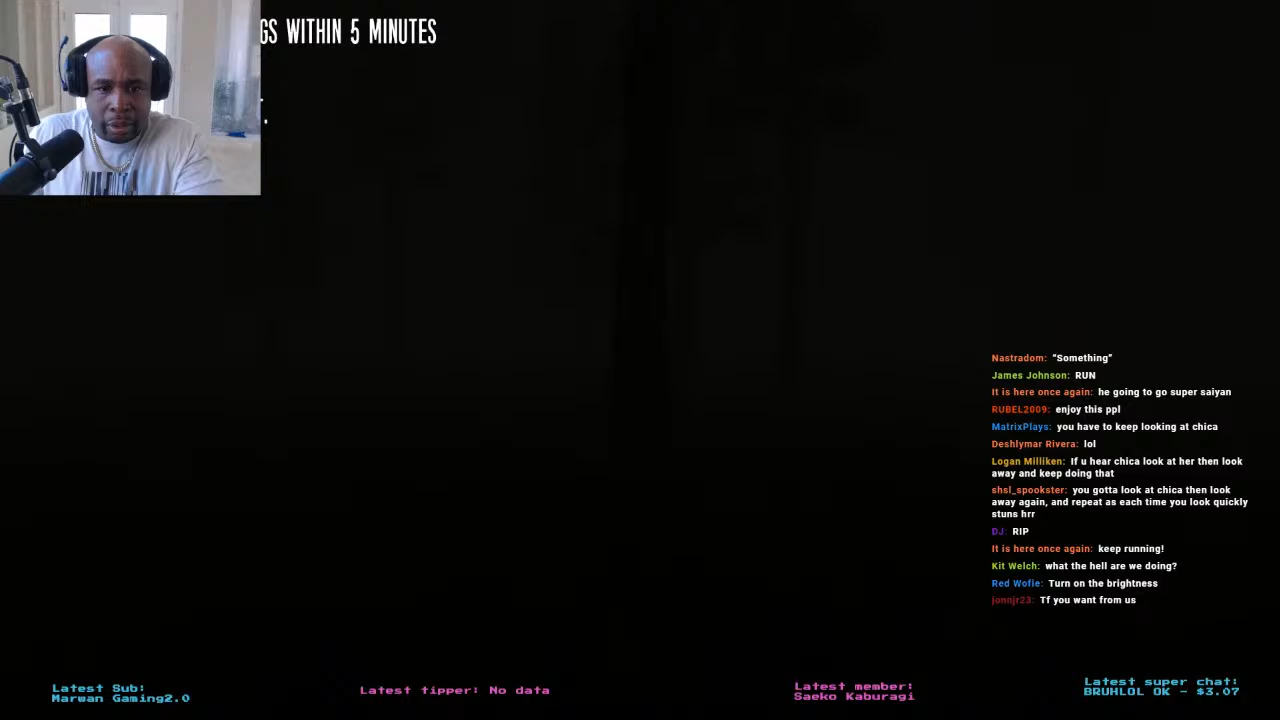 GS WITHIN 5 MINUTES
Nastradom: “Something”
James Johnson: RUN
It is here once again: he going to go super saiyan
RUBEL2009: enjoy this ppl
MatrixPlays: you have to keep looking at chica
Deshlymar Rivera: lol
Logan Milliken: If u hear chica look at her then look
away and keep doing that
shsl_spookster: you gotta look at chica then look
away again, and repeat as each time you look quickly
stuns hrr
DJ: RIP
It is here once again: keep running!
Kit Welch: what the hell are we doing?
Red Wofie: Turn on the brightness
jonnjr23: Tf you want from us
Latest Sub:
Marwan Gaming2.0
Latest tipper: No data
Latest member:
Saeko Kaburagi
Latest super chat:
BRUHLOL OK - $3.07